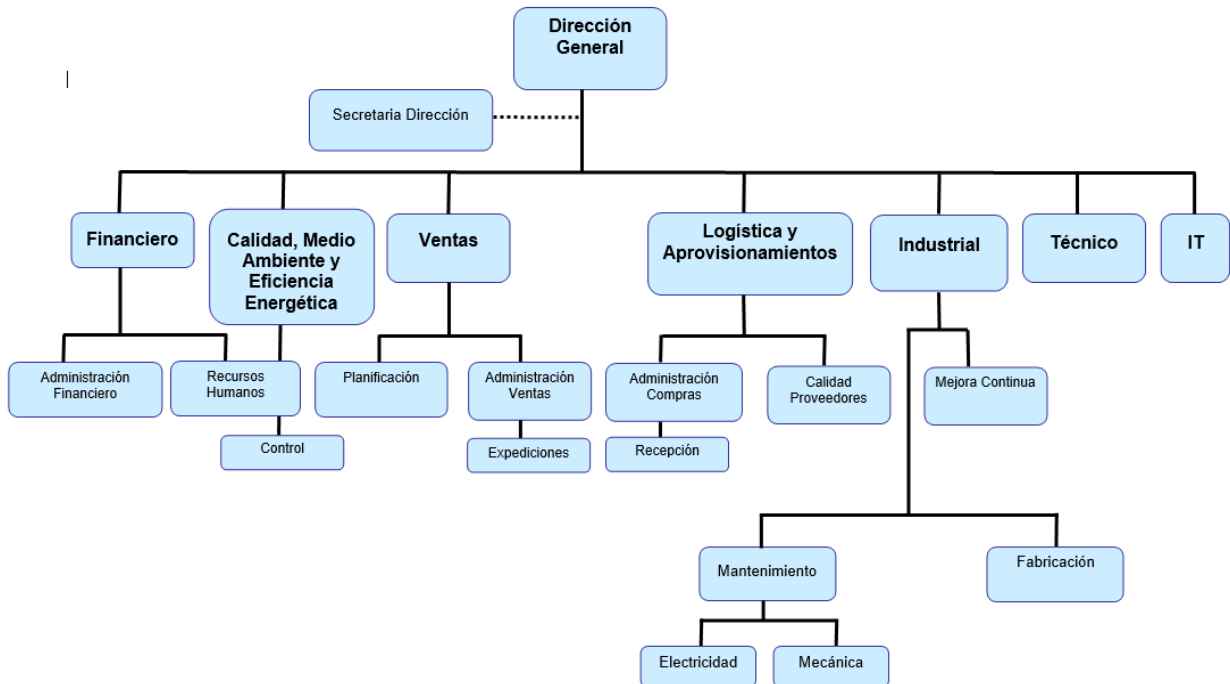 Dirección
General
Secretaria Dirección
Financiero
Calidad, Medio
Ambiente y
Eficiencia
Energética
Ventas
Logística y
Aprovisionamientos
Industrial
Técnico
IT
Administración
Financiero
Recursos
Humanos
Planificación
Administración
Ventas
Administración
Compras
Calidad
Proveedores
Mejora Continua
Control
Expediciones
Recepción
Mantenimiento
Fabricación
Electricidad
Mecánica